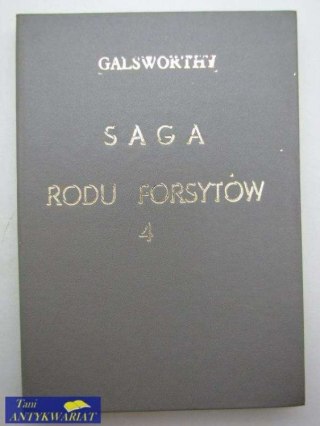 GALSWORTHY
SAGA
RODU FORSYTÓW
4
Tani
ANTYKWARIAT